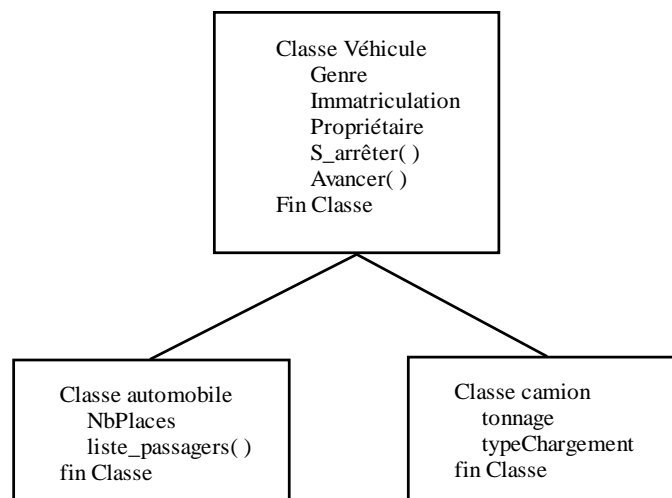 Classe Véhicule
Genre
Immatriculation
Propriétaire
S_arrêter( )
Avancer( )
Fin Classe
Classe automobile
NbPlaces
liste_passagers( )
fin Classe
Classe camion
tonnage
typeChargement
fin Classe